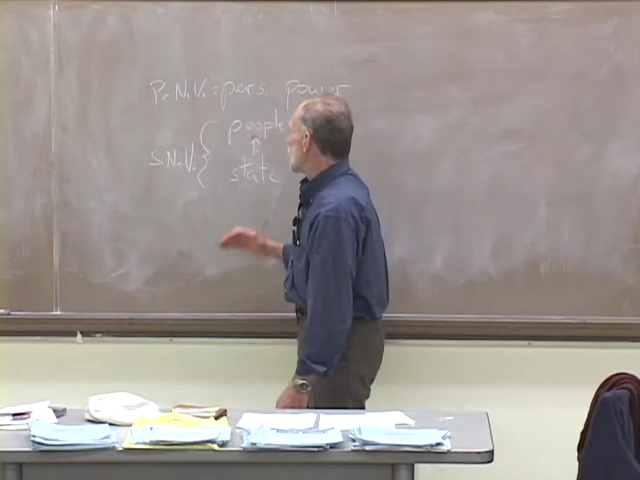 P. N.V. = pers. power
S.N.V. { people
↕
state